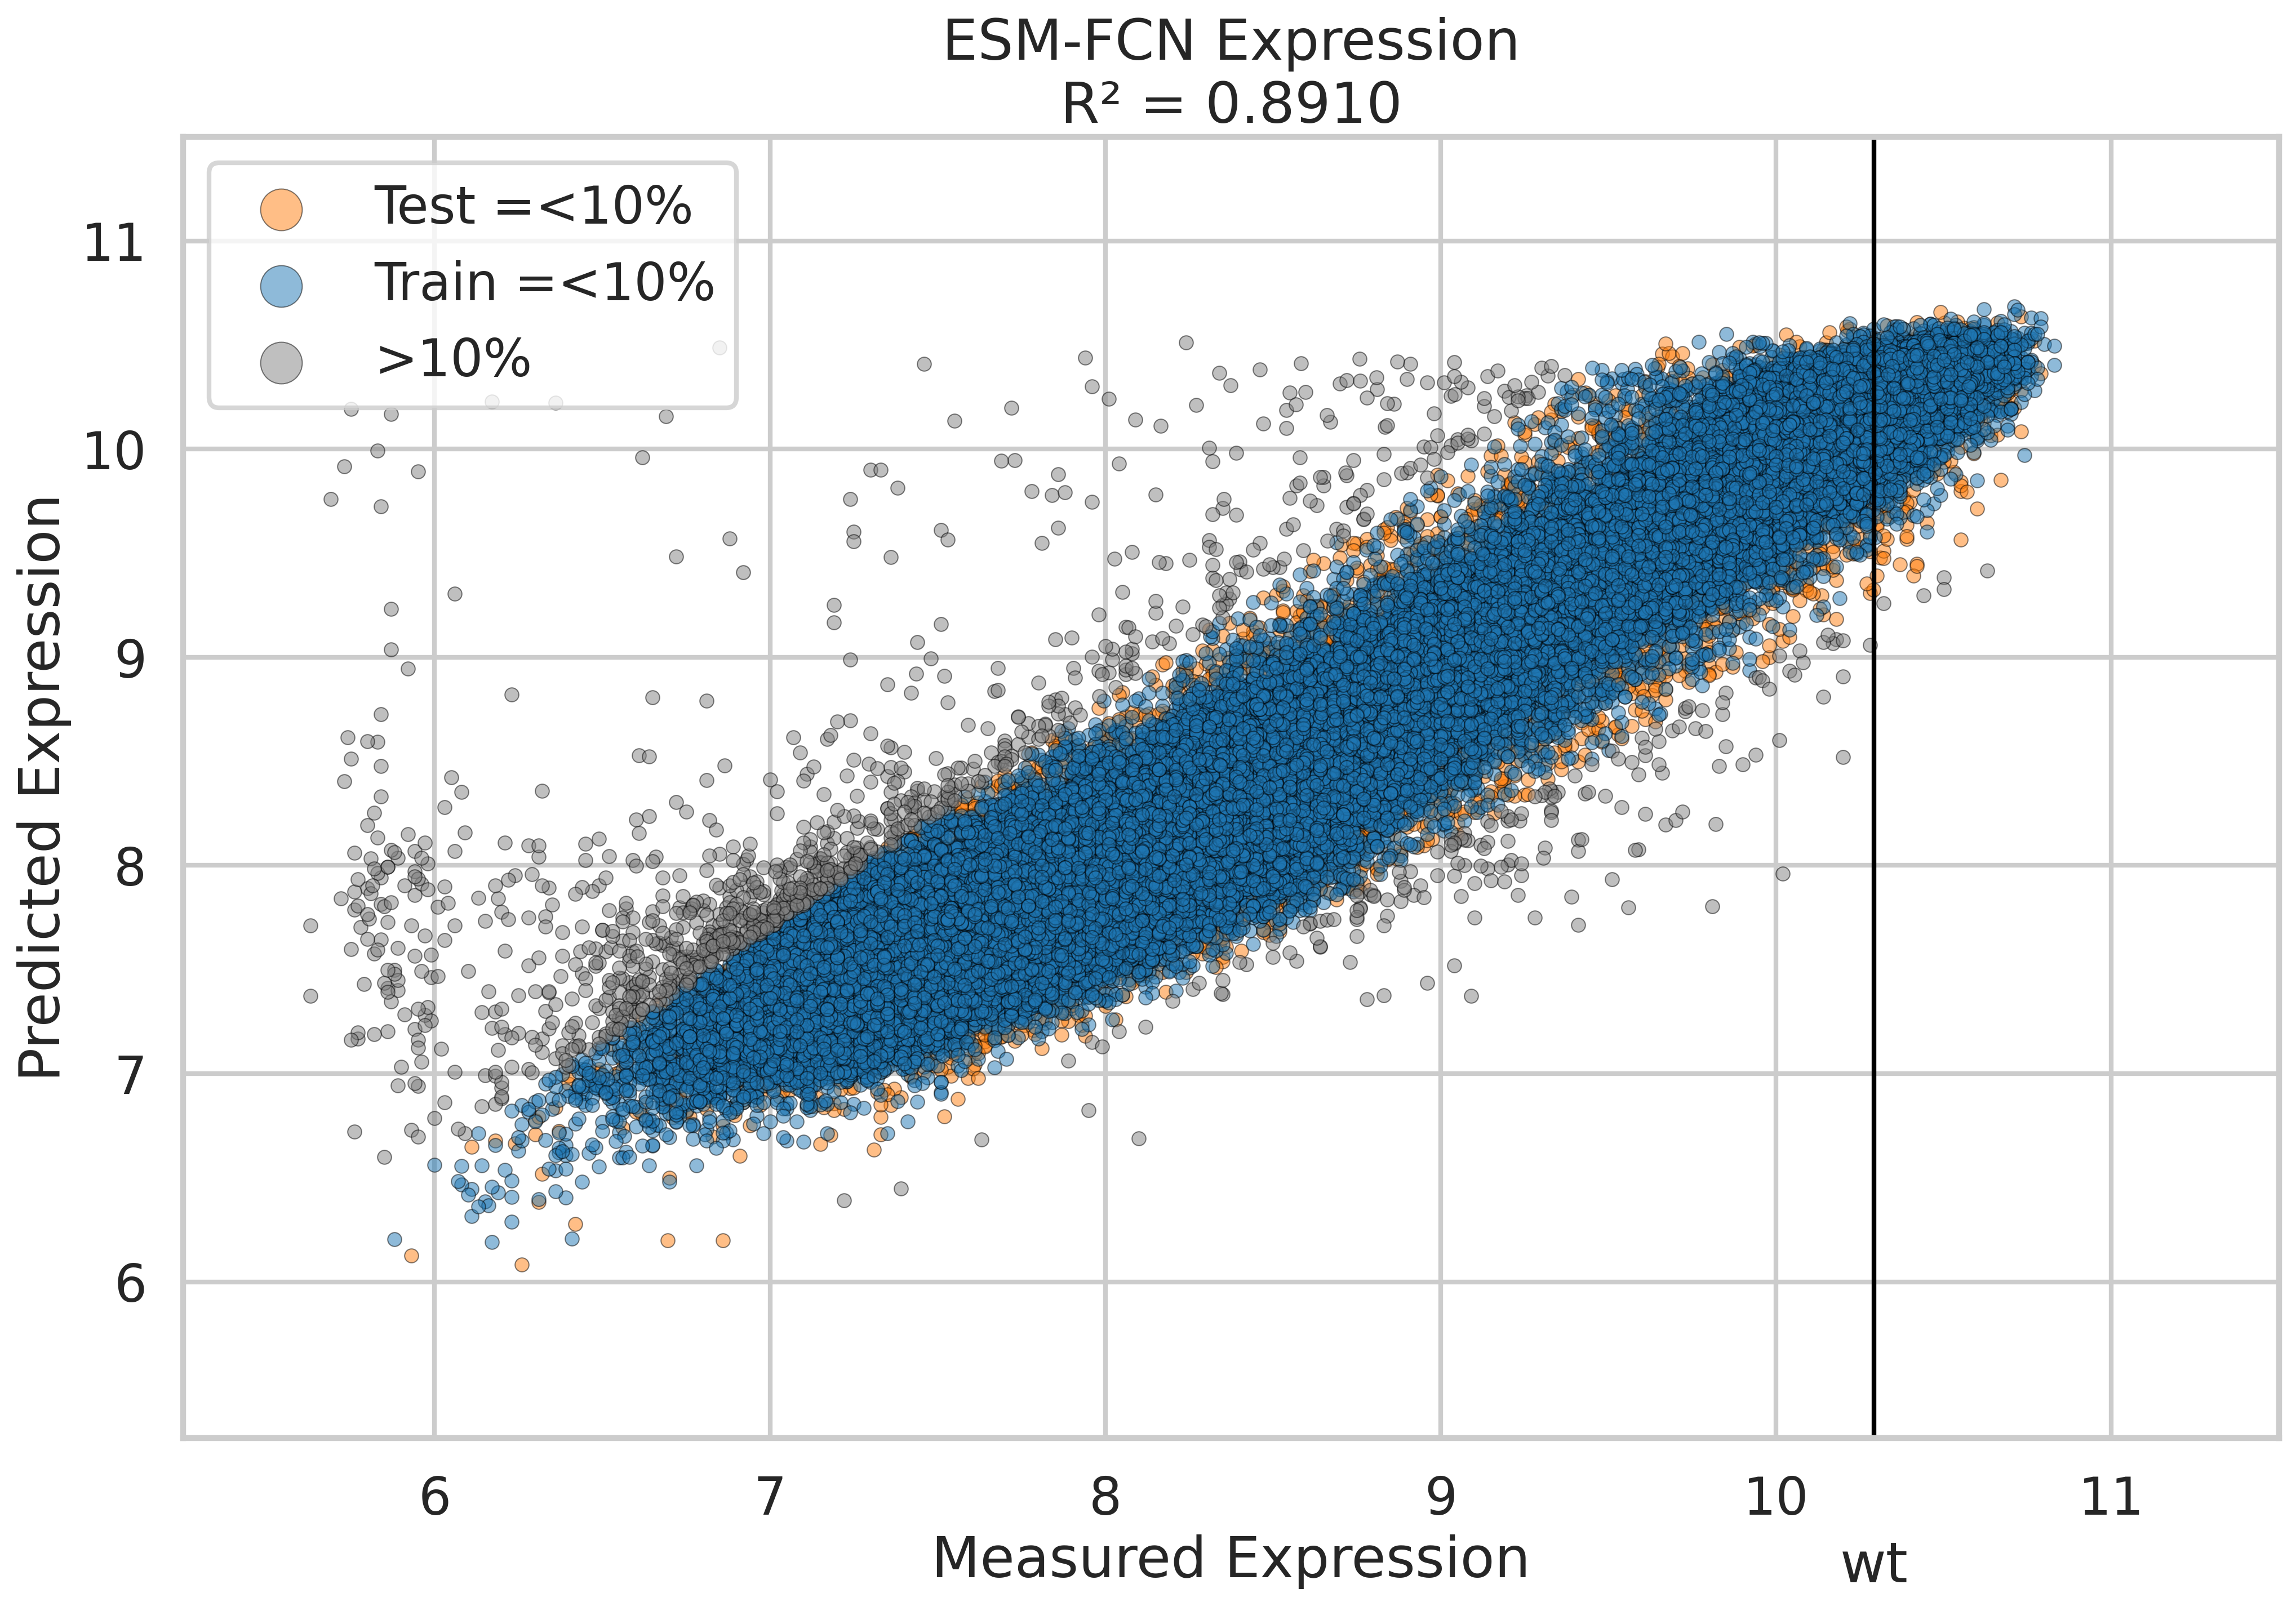 ESM-FCN Expression
R² = 0.8910
Test =<10%
Train =<10%
>10%
11
10
9
8
7
6
Predicted Expression
6 7 8 9 10 11
Measured Expression
wt